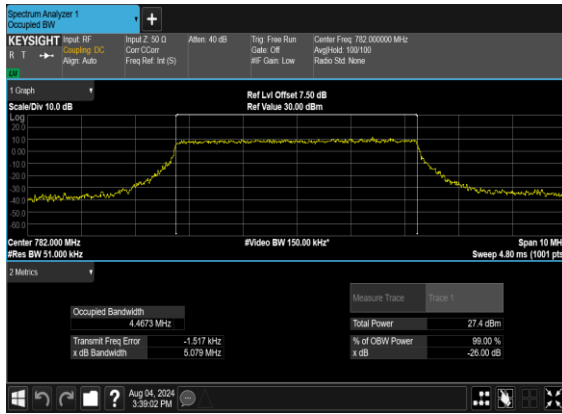 Spectrum Analyzer 1
Occupied BW
KEYSIGHT
R T
LNI
Input: RF
Coupling: DC
Align: Auto
Input Z: 50 Ω
Corr CCorr
Freq Ref: Int (S)
Atten: 40 dB
Trig: Free Run
Gate: Off
#IF Gain: Low
Center Freq: 782.000000 MHz
Avg|Hold: 100/100
Radio Std: None
1 Graph
Scale/Div 10.0 dB
Ref Lvl Offset 7.50 dB
Ref Value 30.00 dBm
Log
20.0
10.0
0.00
-10.0
-20.0
-30.0
-40.0
-50.0
-60.0
Center 782.000 MHz
#Res BW 51.000 kHz
#Video BW 150.00 kHz*
Span 10 MH
Sweep 4.80 ms (1001 pts
2 Metrics
Measure Trace Trace 1
Occupied Bandwidth
4.4673 MHz
Total Power 27.4 dBm
Transmit Freq Error -1.517 kHz
% of OBW Power 99.00 %
x dB Bandwidth 5.079 MHz
x dB -26.00 dB
Aug 04, 2024
3:39:02 PM